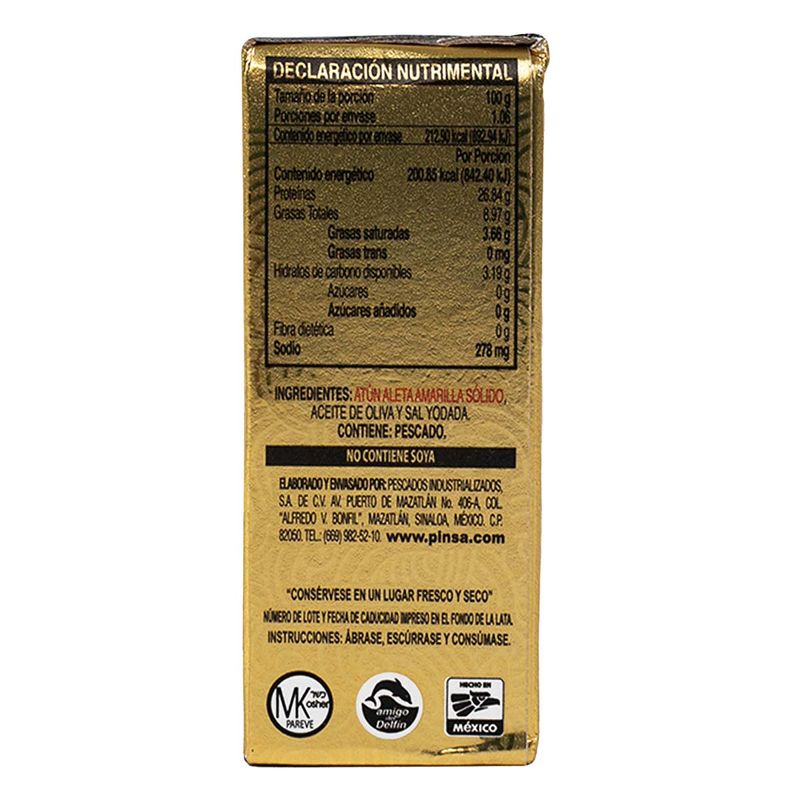 DECLARACIÓN NUTRIMENTAL
Tamaño de la porción 100 g
Porciones por envase 1.06
Contenido energético por envase 212.90 kcal (892.94 kJ)
Por Porción
Contenido energético 200.85 kcal (842.40 kJ)
Proteínas 26.84 g
Grasas Totales 8.97 g
Grasas saturadas 3.66 g
Grasas trans 0 mg
Hidratos de carbono disponibles 3.19 g
Azúcares 0 g
Azúcares añadidos 0 g
Fibra dietética 0 g
Sodio 278 mg
INGREDIENTES: ATÚN ALETA AMARILLA SÓLIDO,
ACEITE DE OLIVA Y SAL YODADA.
CONTIENE: PESCADO.
NO CONTIENE SOYA
ELABORADO Y ENVASADO POR: PESCADOS INDUSTRIALIZADOS,
S.A. DE C.V. AV. PUERTO DE MAZATLÁN No. 406-A, COL.
"ALFREDO V. BONFIL", MAZATLÁN, SINALOA, MÉXICO. C.P.
82050. TEL.: (669) 982-52-10. www.pinsa.com
"CONSÉRVESE EN UN LUGAR FRESCO Y SECO"
NÚMERO DE LOTE Y FECHA DE CADUCIDAD IMPRESO EN EL FONDO DE LA LATA.
INSTRUCCIONES: ÁBRASE, ESCÚRRASE Y CONSÚMASE.
MKosher כשר
PAREVE
amigo
del
Delfín
HECHO EN
MÉXICO